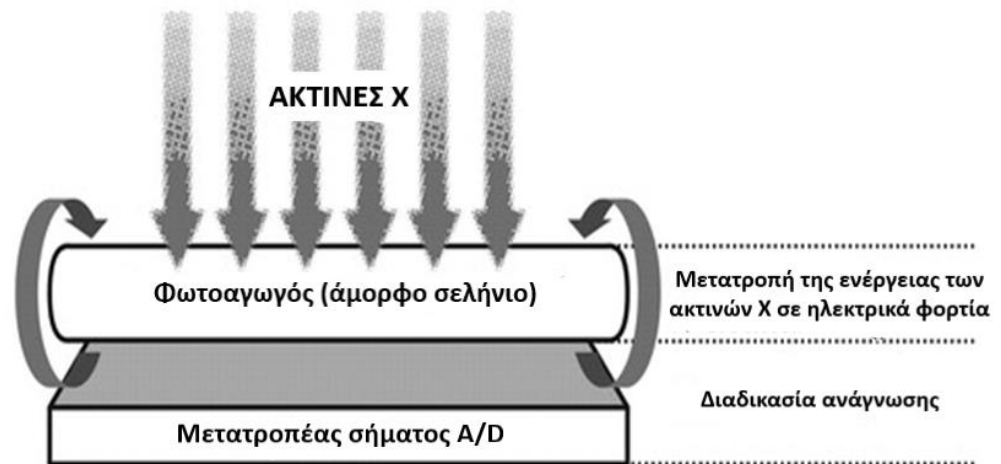 ΑΚΤΙΝΕΣ Χ
Φωτοαγωγός (άμορφο σελήνιο)
Μετατροπή της ενέργειας των
ακτινών Χ σε ηλεκτρικά φορτία
Διαδικασία ανάγνωσης
Μετατροπέας σήματος A/D